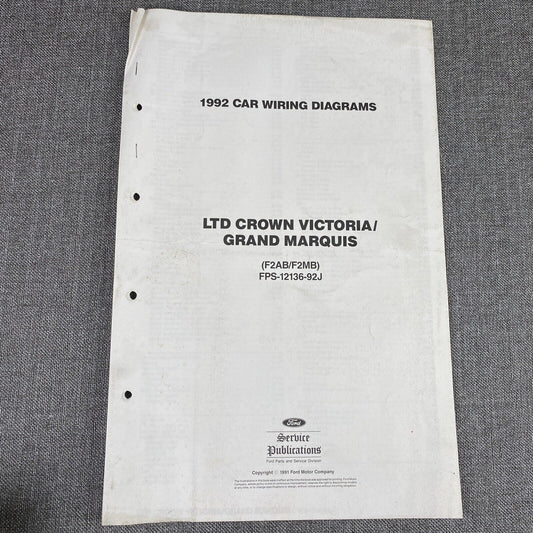 1992 CAR WIRING DIAGRAMS
LTD CROWN VICTORIA/
GRAND MARQUIS
(F2AB/F2MB)
FPS-12136-92J
Ford
Service
Publications
Ford Parts and Service Division
Copyright © 1991 Ford Motor Company